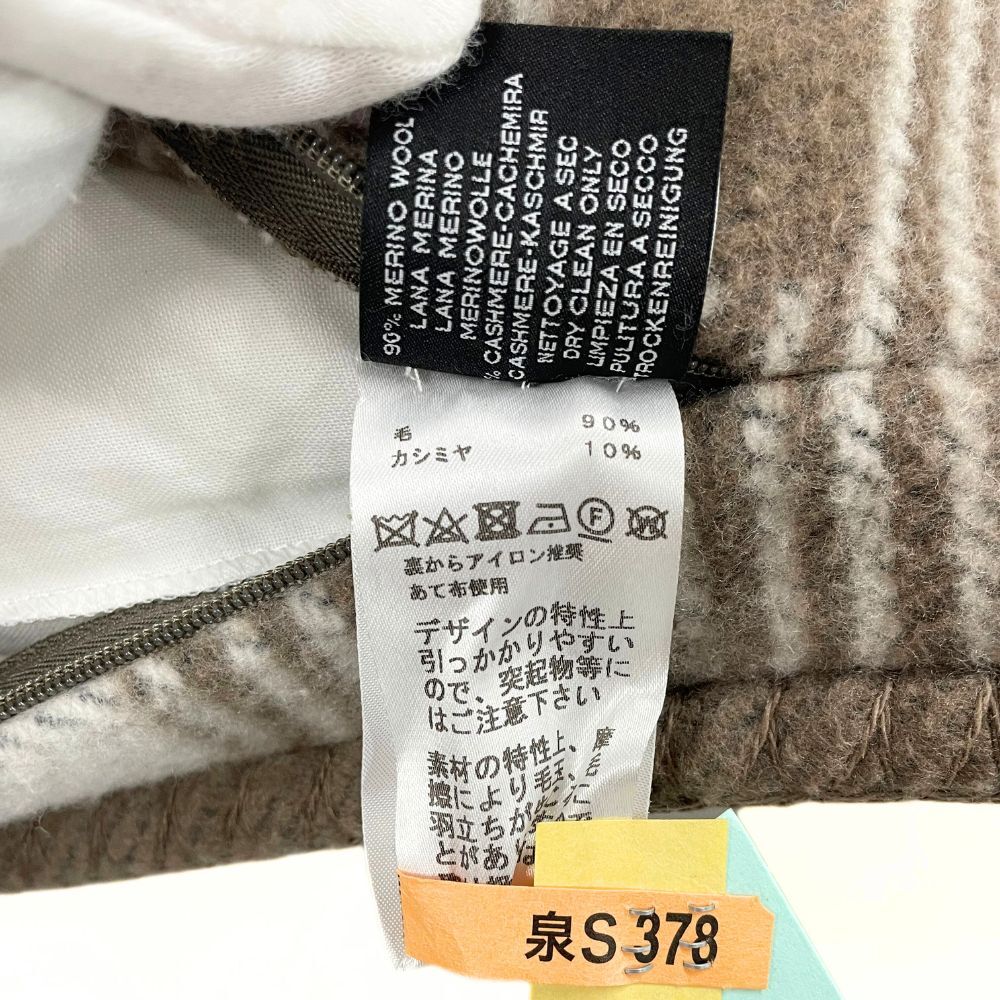 90% MERINO WOOL
LANA MERINA
LANA MERINO
MERINOWOLLE
% CASHMERE-CACHEMIRA
CASHMERE-KASCHMIR
NETTOYAGE A SEC
DRY CLEAN ONLY
LIMPIEZA EN SECO
PULITURA A SECCO
TROCKENREINIGUNG
毛 90%
カシミヤ 10%
F
W
裏からアイロン推奨
あて布使用
デザインの特性上
引っかかりやすい
ので、突起物等に
はご注意下さい
素材の特性上、摩
擦により毛玉、毛
羽立ちが
とがあ
泉S 378